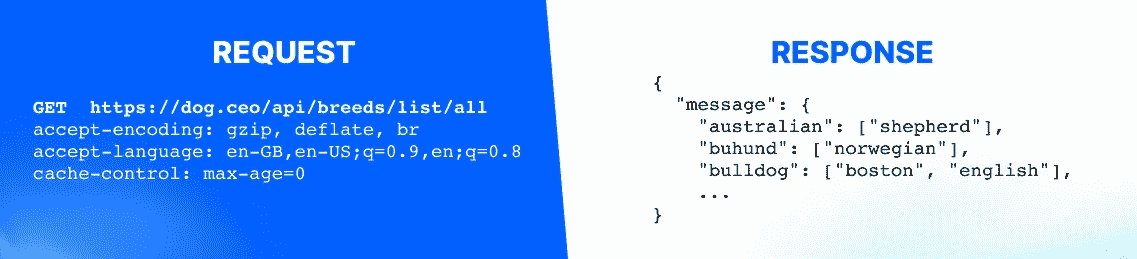 REQUEST
GET  https://dog.ceo/api/breeds/list/all
accept-encoding: gzip, deflate, br
accept-language: en-GB,en-US;q=0.9,en;q=0.8
cache-control: max-age=0
RESPONSE
{
  "message": {
    "australian": ["shepherd"],
    "buhund": ["norwegian"],
    "bulldog": ["boston", "english"],
    ...
}